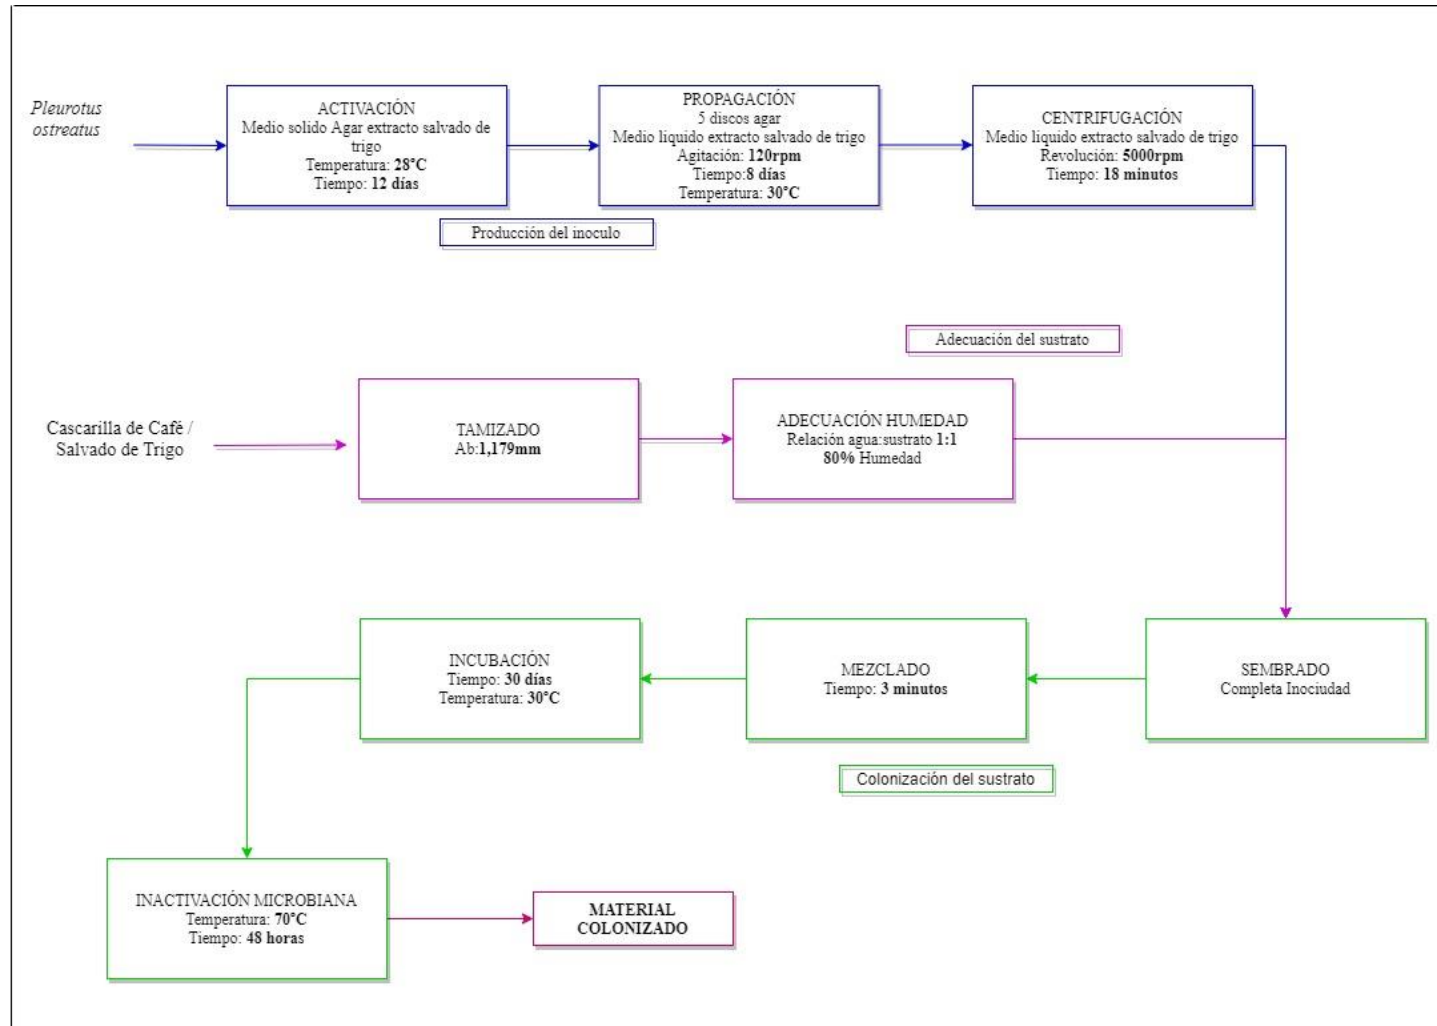 Pleurotus
ostreatus
ACTIVACIÓN
Medio solido Agar extracto salvado de
trigo
Temperatura: 28°C
Tiempo: 12 días
PROPAGACIÓN
5 discos agar
Medio liquido extracto salvado de trigo
Agitación: 120rpm
Tiempo:8 días
Temperatura: 30°C
CENTRIFUGACIÓN
Medio liquido extracto salvado de trigo
Revolución: 5000rpm
Tiempo: 18 minutos
Producción del inoculo
Adecuación del sustrato
Cascarilla de Café /
Salvado de Trigo
TAMIZADO
Ab:1,179mm
ADECUACIÓN HUMEDAD
Relación agua:sustrato 1:1
80% Humedad
INCUBACIÓN
Tiempo: 30 días
Temperatura: 30°C
MEZCLADO
Tiempo: 3 minutos
SEMBRADO
Completa Inociudad
Colonización del sustrato
INACTIVACIÓN MICROBIANA
Temperatura: 70°C
Tiempo: 48 horas
MATERIAL
COLONIZADO